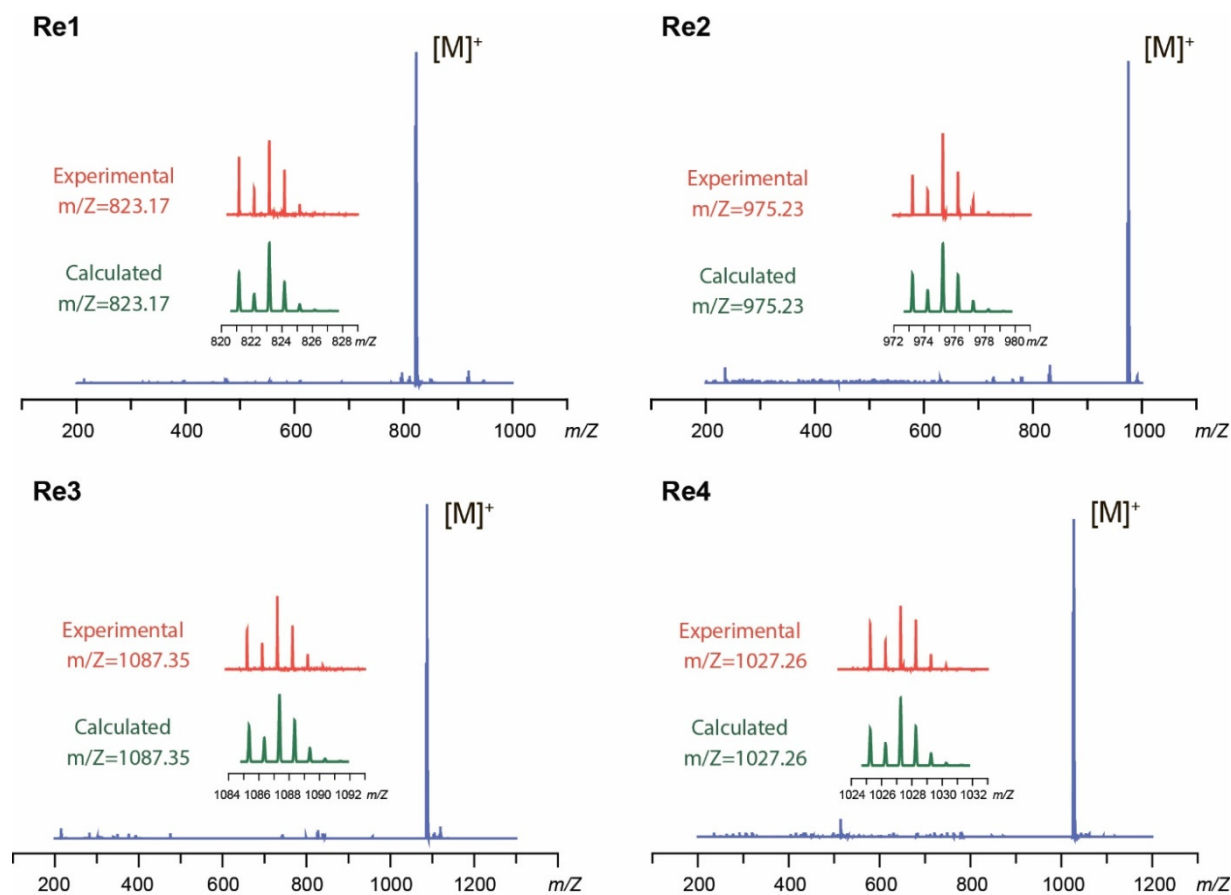 Re1
[M]+
Experimental
m/Z=823.17
Calculated
m/Z=823.17
820 822 824 826 828 m/Z
200 400 600 800 1000 m/Z
Re2
[M]+
Experimental
m/Z=975.23
Calculated
m/Z=975.23
972 974 976 978 980 m/Z
200 400 600 800 1000 m/Z
Re3
[M]+
Experimental
m/Z=1087.35
Calculated
m/Z=1087.35
1084 1086 1088 1090 1092 m/Z
200 400 600 800 1000 1200 m/Z
Re4
[M]+
Experimental
m/Z=1027.26
Calculated
m/Z=1027.26
1024 1026 1028 1030 1032 m/Z
200 400 600 800 1000 1200 m/Z